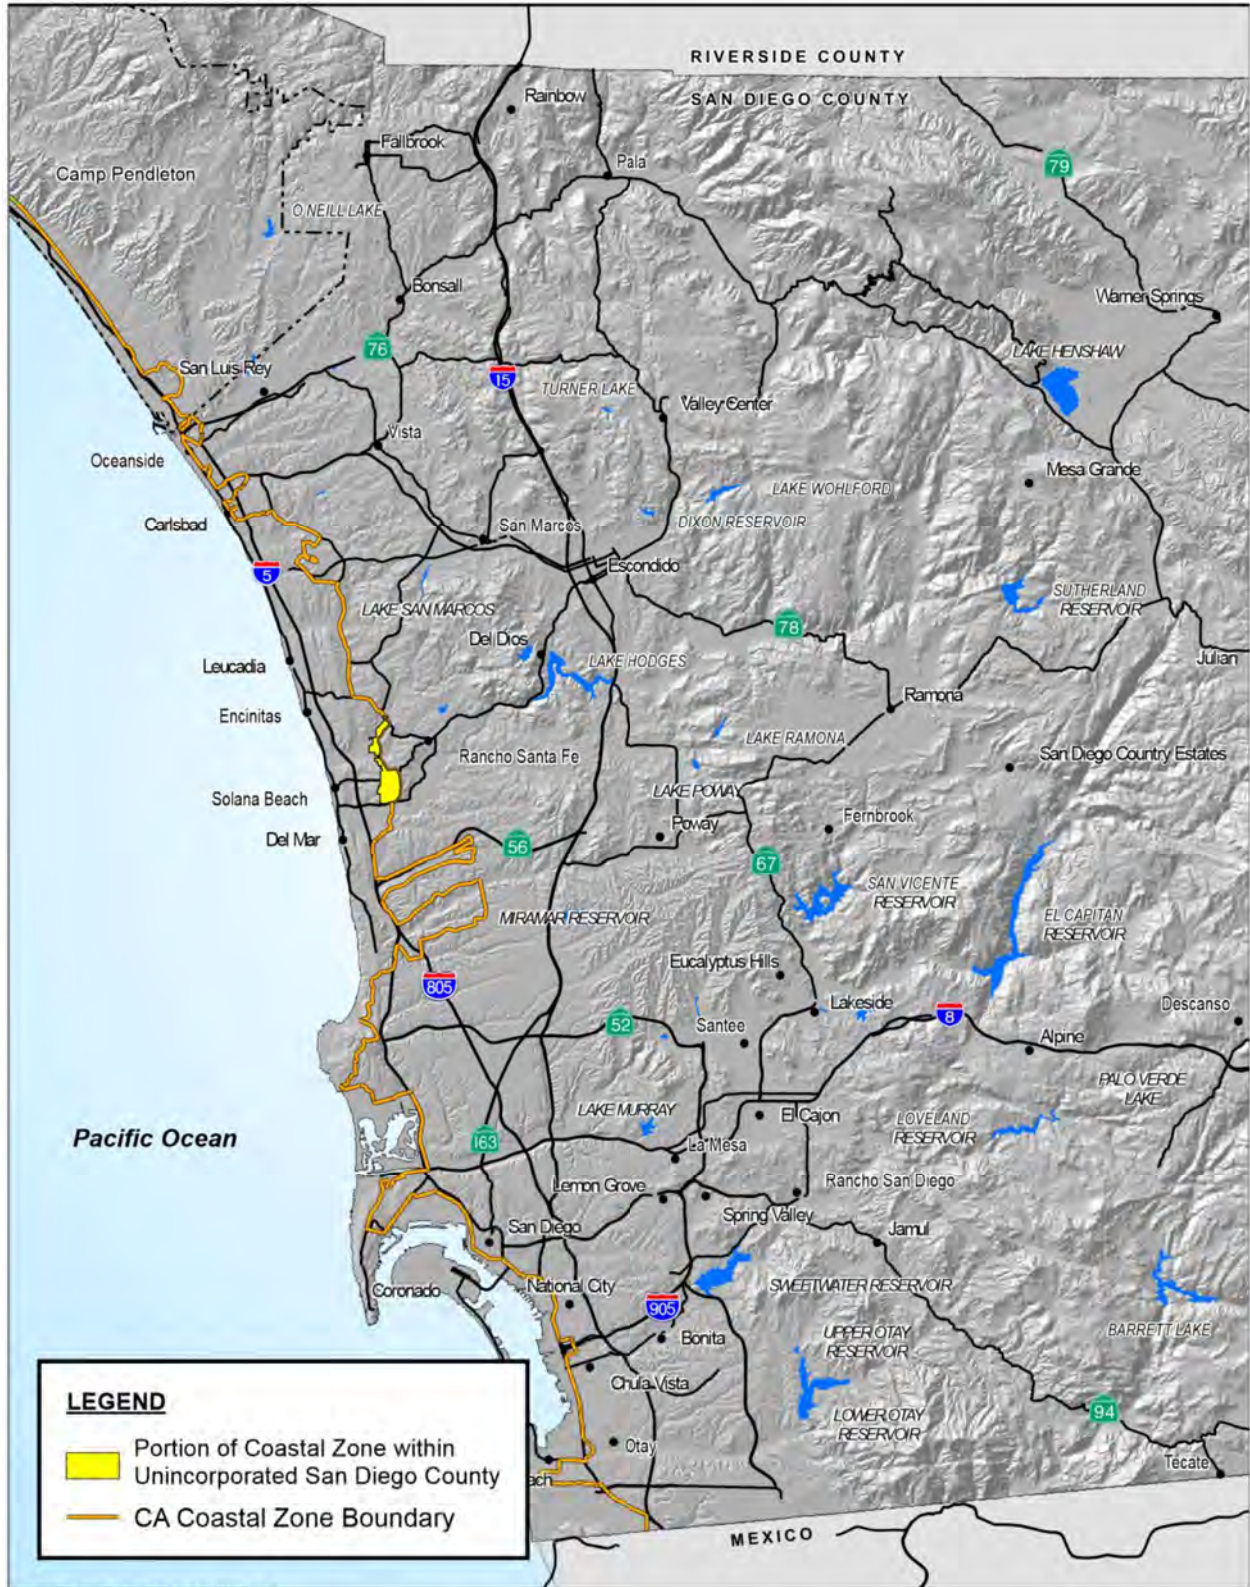 RIVERSIDE COUNTY
SAN DIEGO COUNTY
Rainbow
Fallbrook
Pala
79
Camp Pendleton
O NEILL LAKE
Bonsall
Warner Springs
76
LAKE HENSHAW
San Luis Rey
15
TURNER LAKE
Valley Center
Vista
Oceanside
Mesa Grande
LAKE WOHLFORD
Carlsbad
San Marcos
DIXON RESERVOIR
Escondido
5
LAKE SAN MARCOS
SUTHERLAND
RESERVOIR
78
Del Dios
LAKE HODGES
Leucadia
Julian
Ramona
Encinitas
LAKE RAMONA
Rancho Santa Fe
San Diego Country Estates
Solana Beach
LAKE POWAY
Del Mar
Poway
Fernbrook
56
67
SAN VICENTE
RESERVOIR
MIRAMAR RESERVOIR
EL CAPITAN
RESERVOIR
Eucalyptus Hills
805
Lakeside
Descanso
52
Santee
8
Alpine
PALO VERDE
LAKE
LAKE MURRAY
El Cajon
LOVELAND
RESERVOIR
Pacific Ocean
163
La Mesa
Rancho San Diego
Lemon Grove
Spring Valley
San Diego
Jamul
Coronado
National City
SWEETWATER RESERVOIR
905
Bonita
UPPER OTAY
RESERVOIR
BARRETT LAKE
Chula Vista
94
LOWER OTAY
RESERVOIR
Otay
Tecate
ach
MEXICO
LEGEND
Portion of Coastal Zone within
Unincorporated San Diego County
CA Coastal Zone Boundary